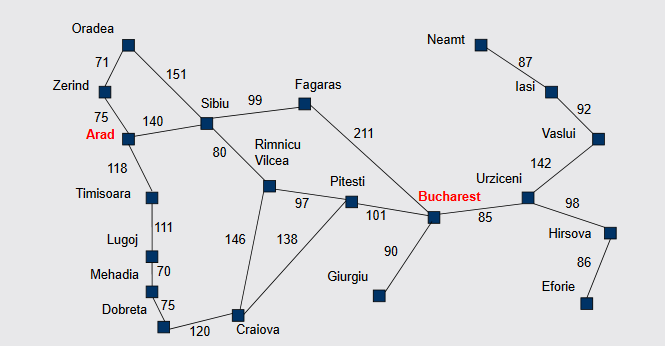 Oradea
Neamt
71
87
151
Zerind
Iasi
Fagaras
99
Sibiu
92
75
140
Arad
211
Vaslui
118
80
Rimnicu
Vilcea
142
Pitesti
Urziceni
Timisoara
Bucharest
97
98
101
85
111
Hirsova
Lugoj
146
138
90
Mehadia
70
86
Giurgiu
Eforie
Dobreta
75
120
Craiova